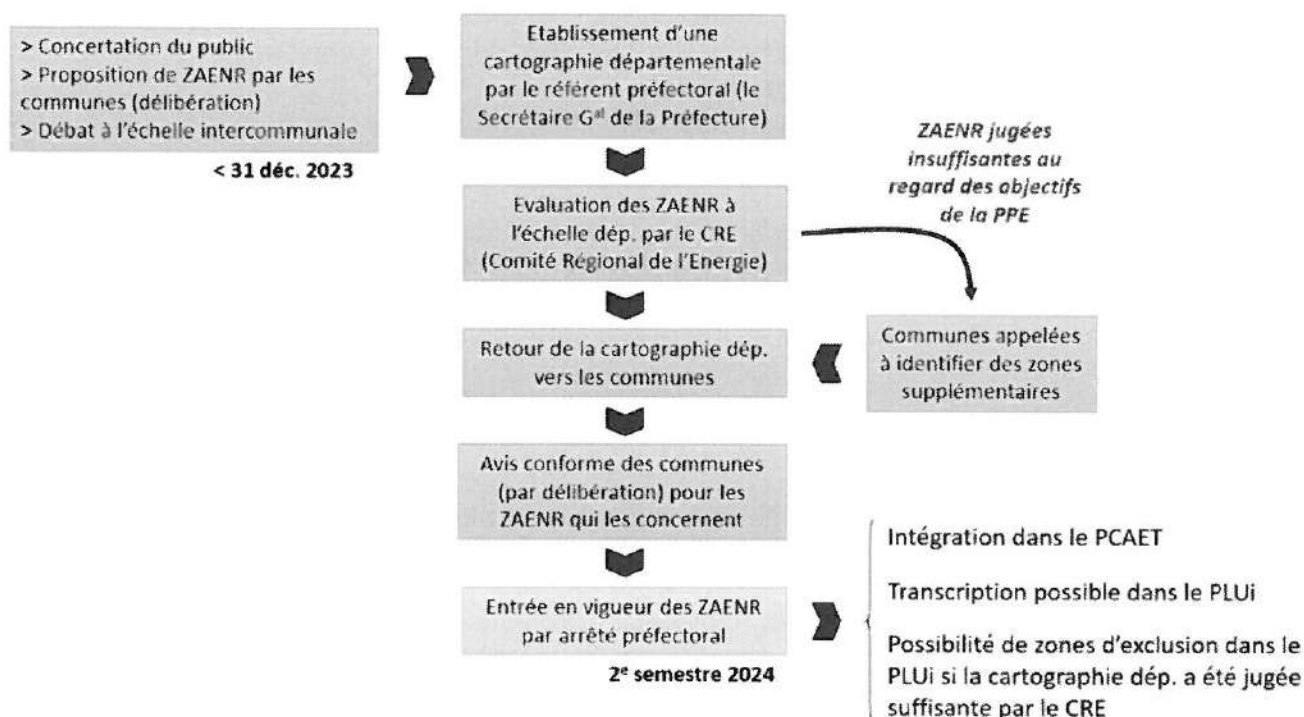 > Concertation du public
> Proposition de ZAENR par les
communes (délibération)
> Débat à l'échelle intercommunale
< 31 déc. 2023
Etablissement d'une
cartographie départementale
par le référent préfectoral (le
Secrétaire Gal de la Préfecture)
ZAENR jugées
insuffisantes au
regard des objectifs
de la PPE
Evaluation des ZAENR à
l'échelle dép. par le CRE
(Comité Régional de l'Energie)
Retour de la cartographie dép.
vers les communes
Communes appelées
à identifier des zones
supplémentaires
Avis conforme des communes
(par délibération) pour les
ZAENR qui les concernent
Entrée en vigueur des ZAENR
par arrêté préfectoral
2e semestre 2024
Intégration dans le PCAET
Transcription possible dans le PLUi
Possibilité de zones d'exclusion dans le
PLUi si la cartographie dép. a été jugée
suffisante par le CRE